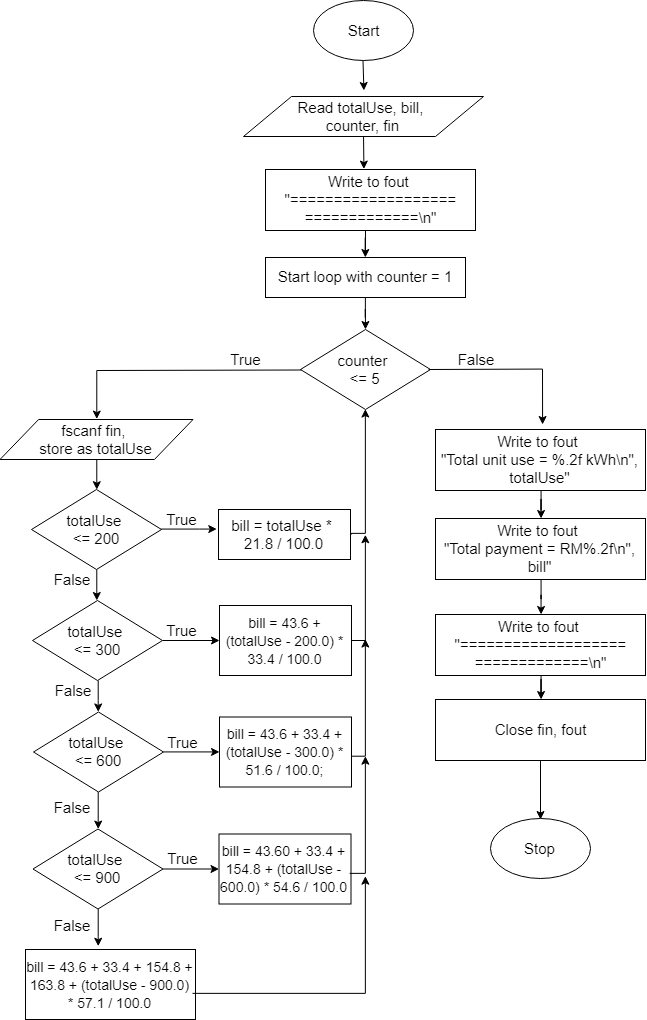 Start
Read totalUse, bill,
counter, fin
Write to fout
"===================
=============\n"
Start loop with counter = 1
counter
<= 5
True
False
fscanf fin,
store as totalUse
totalUse
<= 200
True
bill = totalUse *
21.8 / 100.0
False
totalUse
<= 300
True
bill = 43.6 +
(totalUse - 200.0) *
33.4 / 100.0
False
totalUse
<= 600
True
bill = 43.6 + 33.4 +
(totalUse - 300.0) *
51.6 / 100.0;
False
totalUse
<= 900
True
bill = 43.60 + 33.4 +
154.8 + (totalUse -
600.0) * 54.6 / 100.0
False
bill = 43.6 + 33.4 + 154.8 +
163.8 + (totalUse - 900.0)
* 57.1 / 100.0
Write to fout
"Total unit use = %.2f kWh\n",
totalUse"
Write to fout
"Total payment = RM%.2f\n",
bill"
Write to fout
"===================
=============\n"
Close fin, fout
Stop